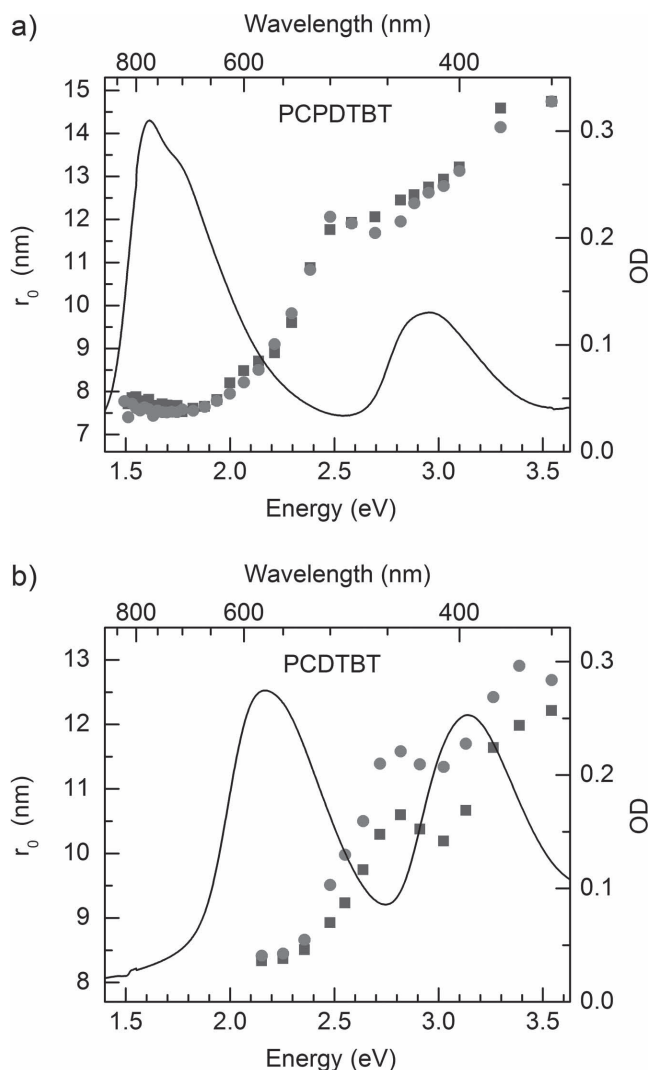 a)
Wavelength (nm)
800 600 400
PCPDTBT
15
14
13
12
11
10
9
8
7
r₀ (nm)
0.3
0.2
0.1
0.0
OD
1.5 2.0 2.5 3.0 3.5
Energy (eV)
b)
Wavelength (nm)
800 600 400
PCDTBT
13
12
11
10
9
8
r₀ (nm)
0.3
0.2
0.1
0.0
OD
1.5 2.0 2.5 3.0 3.5
Energy (eV)